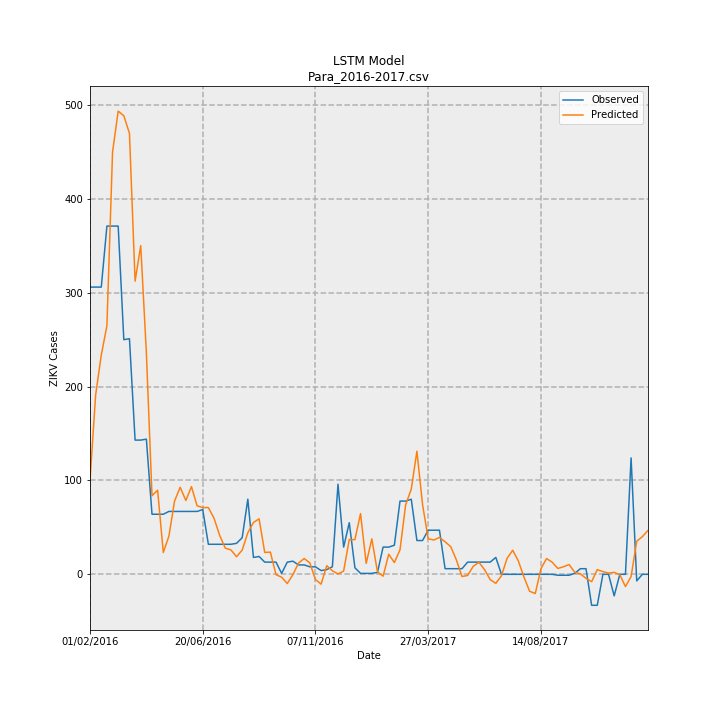 LSTM Model
Para_2016-2017.csv
Observed
Predicted
500
400
300
200
100
0
ZIKV Cases
01/02/2016 20/06/2016 07/11/2016 27/03/2017 14/08/2017
Date